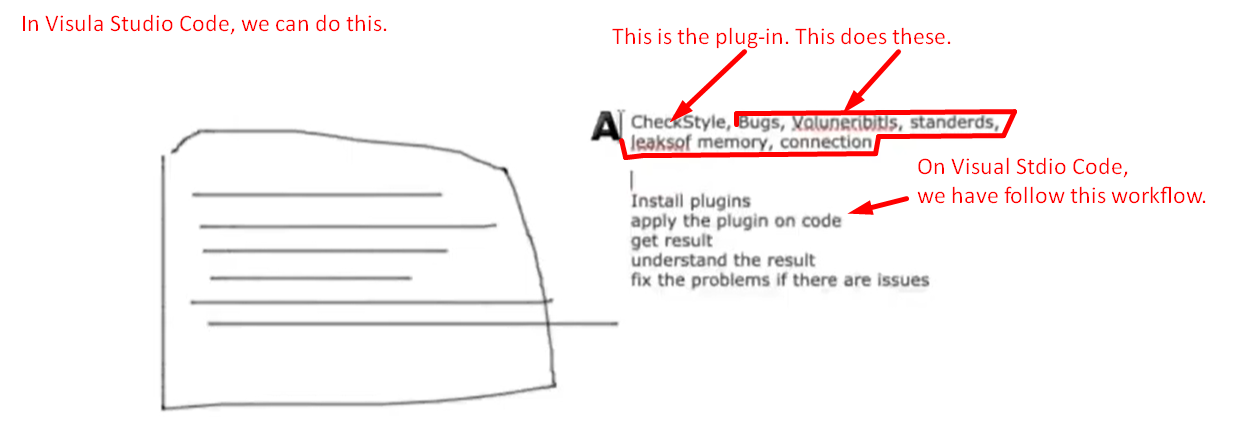 In Visula Studio Code, we can do this.
This is the plug-in. This does these.
A
CheckStyle, Bugs, Voluneribitis, standerds,
leaksof memory, connection
On Visual Stdio Code,
we have follow this workflow.
Install plugins
apply the plugin on code
get result
understand the result
fix the problems if there are issues